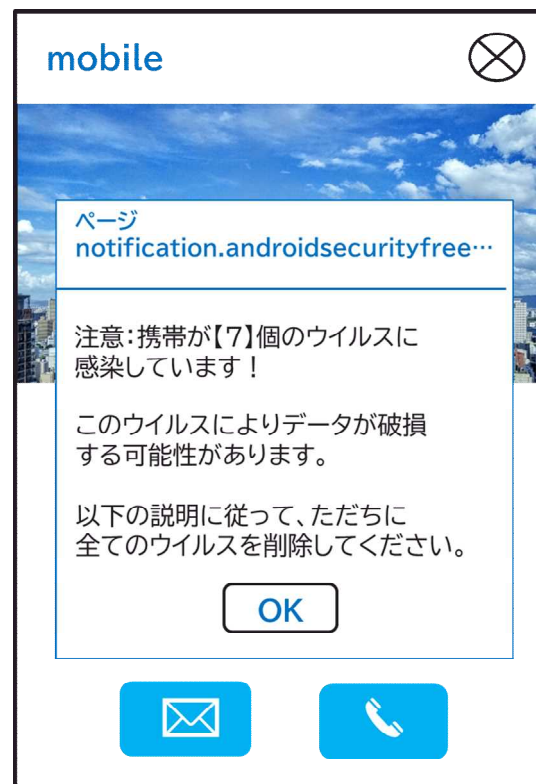 mobile
ページ
notification.androidsecurityfree…
注意：携帯が【7】個のウイルスに
感染しています！
このウイルスによりデータが破損
する可能性があります。
以下の説明に従って、ただちに
全てのウイルスを削除してください。
OK